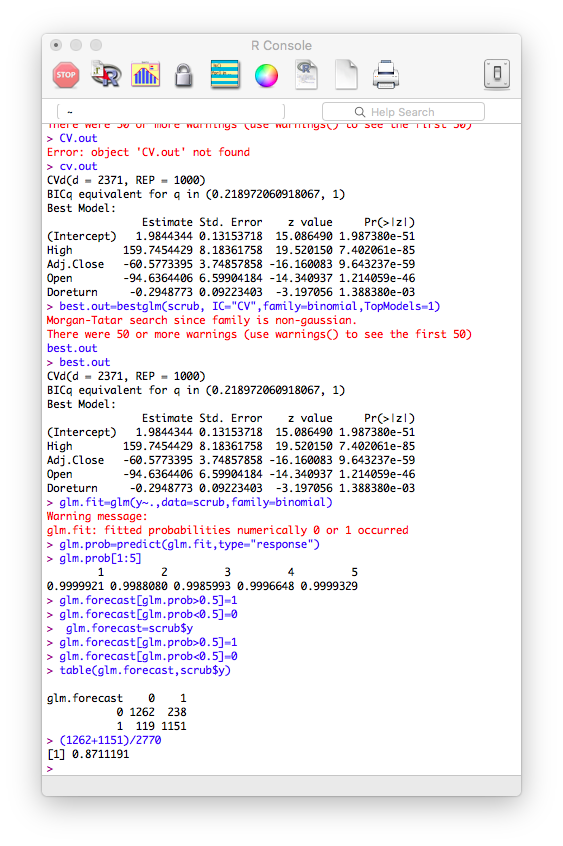 R Console
STOP
R
~
Help Search
There were 50 or more warnings (use warnings() to see the first 50)
> CV.out
Error: object 'CV.out' not found
> cv.out
CVd(d = 2371, REP = 1000)
BICq equivalent for q in (0.218972060918067, 1)
Best Model:
Estimate Std. Error z value Pr(>|z|)
(Intercept) 1.9844344 0.13153718 15.086490 1.987380e-51
High 159.7454429 8.18361758 19.520150 7.402061e-85
Adj.Close -60.5773395 3.74857858 -16.160083 9.643237e-59
Open -94.6364406 6.59904184 -14.340937 1.214059e-46
Doreturn -0.2948773 0.09223403 -3.197056 1.388380e-03
> best.out=bestglm(scrub, IC="CV",family=binomial,TopModels=1)
Morgan-Tatar search since family is non-gaussian.
There were 50 or more warnings (use warnings() to see the first 50)
best.out
> best.out
CVd(d = 2371, REP = 1000)
BICq equivalent for q in (0.218972060918067, 1)
Best Model:
Estimate Std. Error z value Pr(>|z|)
(Intercept) 1.9844344 0.13153718 15.086490 1.987380e-51
High 159.7454429 8.18361758 19.520150 7.402061e-85
Adj.Close -60.5773395 3.74857858 -16.160083 9.643237e-59
Open -94.6364406 6.59904184 -14.340937 1.214059e-46
Doreturn -0.2948773 0.09223403 -3.197056 1.388380e-03
> glm.fit=glm(y~.,data=scrub,family=binomial)
Warning message:
glm.fit: fitted probabilities numerically 0 or 1 occurred
> glm.prob=predict(glm.fit,type="response")
> glm.prob[1:5]
1 2 3 4 5
0.9999921 0.9988080 0.9985993 0.9996648 0.9999329
> glm.forecast[glm.prob>0.5]=1
> glm.forecast[glm.prob<0.5]=0
>  glm.forecast=scrub$y
> glm.forecast[glm.prob>0.5]=1
> glm.forecast[glm.prob<0.5]=0
> table(glm.forecast,scrub$y)
glm.forecast 0 1
0 1262 238
1 119 1151
> (1262+1151)/2770
[1] 0.8711191
>